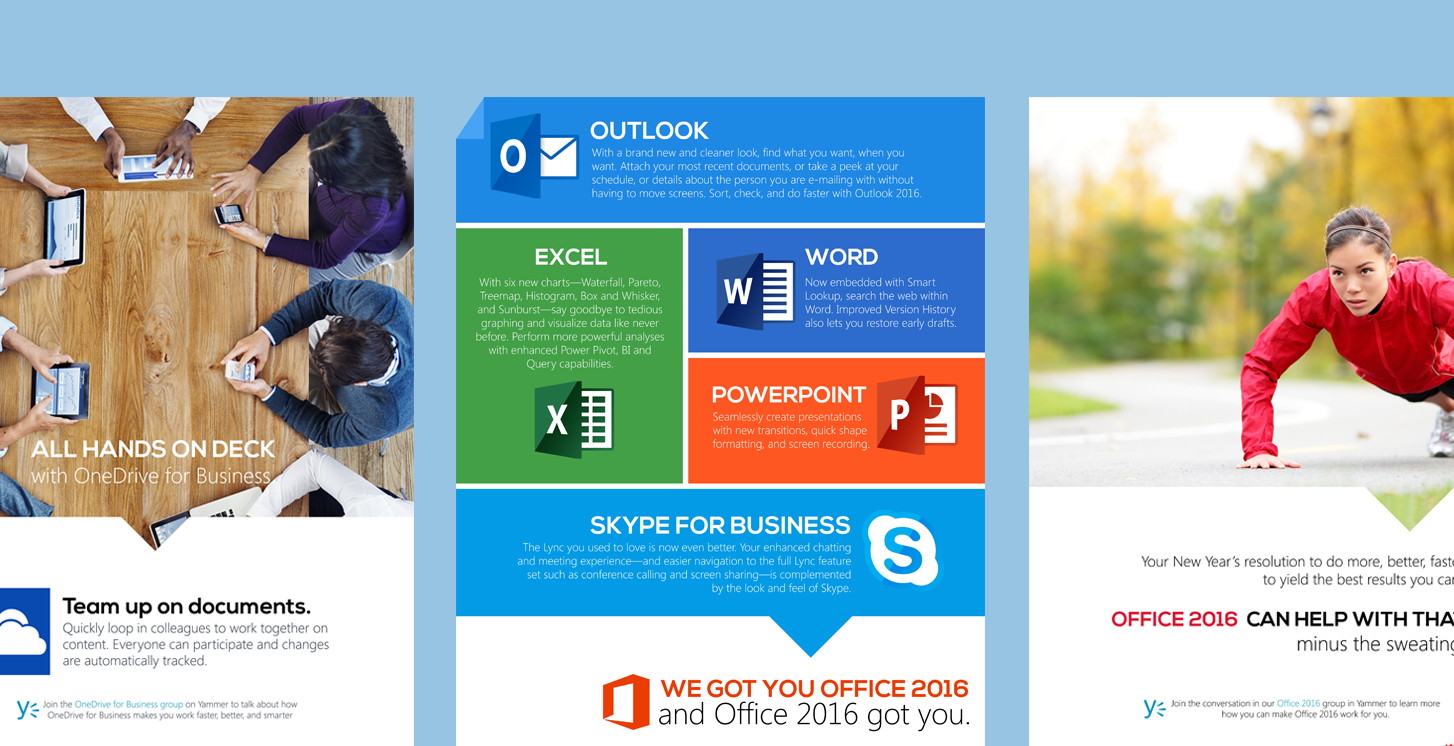 ALL HANDS ON DECK
with OneDrive for Business.
Team up on documents.
Quickly loop in colleagues to work together on
content. Everyone can participate and changes
are automatically tracked.
Join the OneDrive for Business group on Yammer to talk about how
OneDrive for Business makes you work faster, better, and smarter
O
OUTLOOK
With a brand new and cleaner look, find what you want, when you
want. Attach your most recent documents, or take a peek at your
schedule, or details about the person you are e-mailing with without
having to move screens. Sort, check, and do faster with Outlook 2016.
EXCEL
With six new charts—Waterfall, Pareto,
Treemap, Histogram, Box and Whisker,
and Sunburst—say goodbye to tedious
graphing and visualize data like never
before. Perform more powerful analyses
with enhanced Power Pivot, BI and
Query capabilities.
X
W
WORD
Now embedded with Smart
Lookup, search the web within
Word. Improved Version History
also lets you restore early drafts.
POWERPOINT
Seamlessly create presentations
with new transitions, quick shape
formatting, and screen recording.
P
SKYPE FOR BUSINESS
The Lync you used to love is now even better. Your enhanced chatting
and meeting experience—and easier navigation to the full Lync feature
set such as conference calling and screen sharing—is complemented
by the look and feel of Skype.
S
WE GOT YOU OFFICE 2016
and Office 2016 got you.
Your New Year's resolution to do more, better, faste
to yield the best results you ca
OFFICE 2016 CAN HELP WITH THA
minus the sweating
Join the conversation in our Office 2016 group in Yammer to learn more
how you can make Office 2016 work for you.